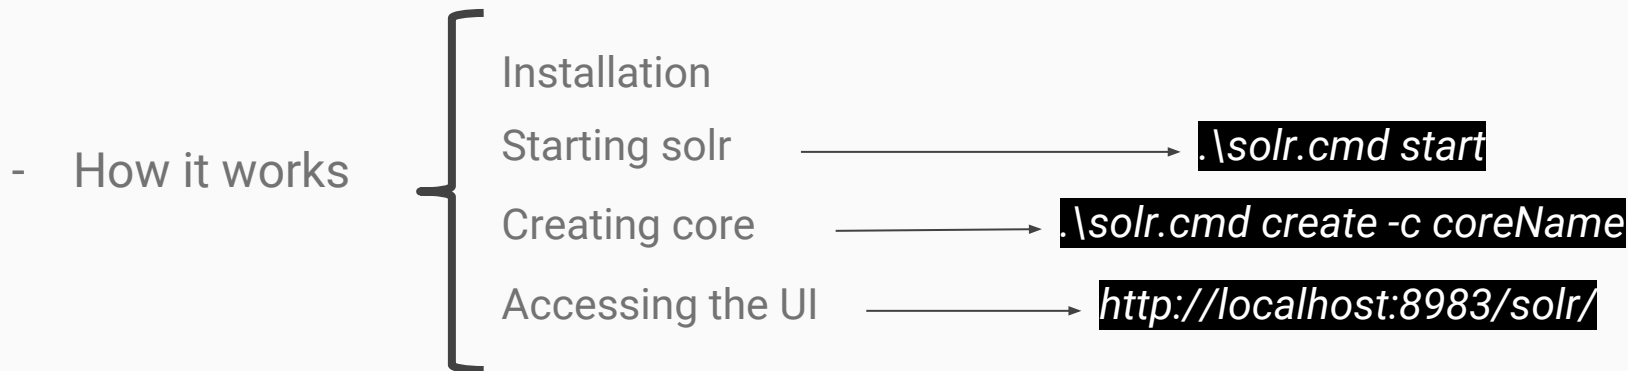 - How it works
Installation
Starting solr
.\solr.cmd start
Creating core
.\solr.cmd create -c coreName
Accessing the UI
http://localhost:8983/solr/